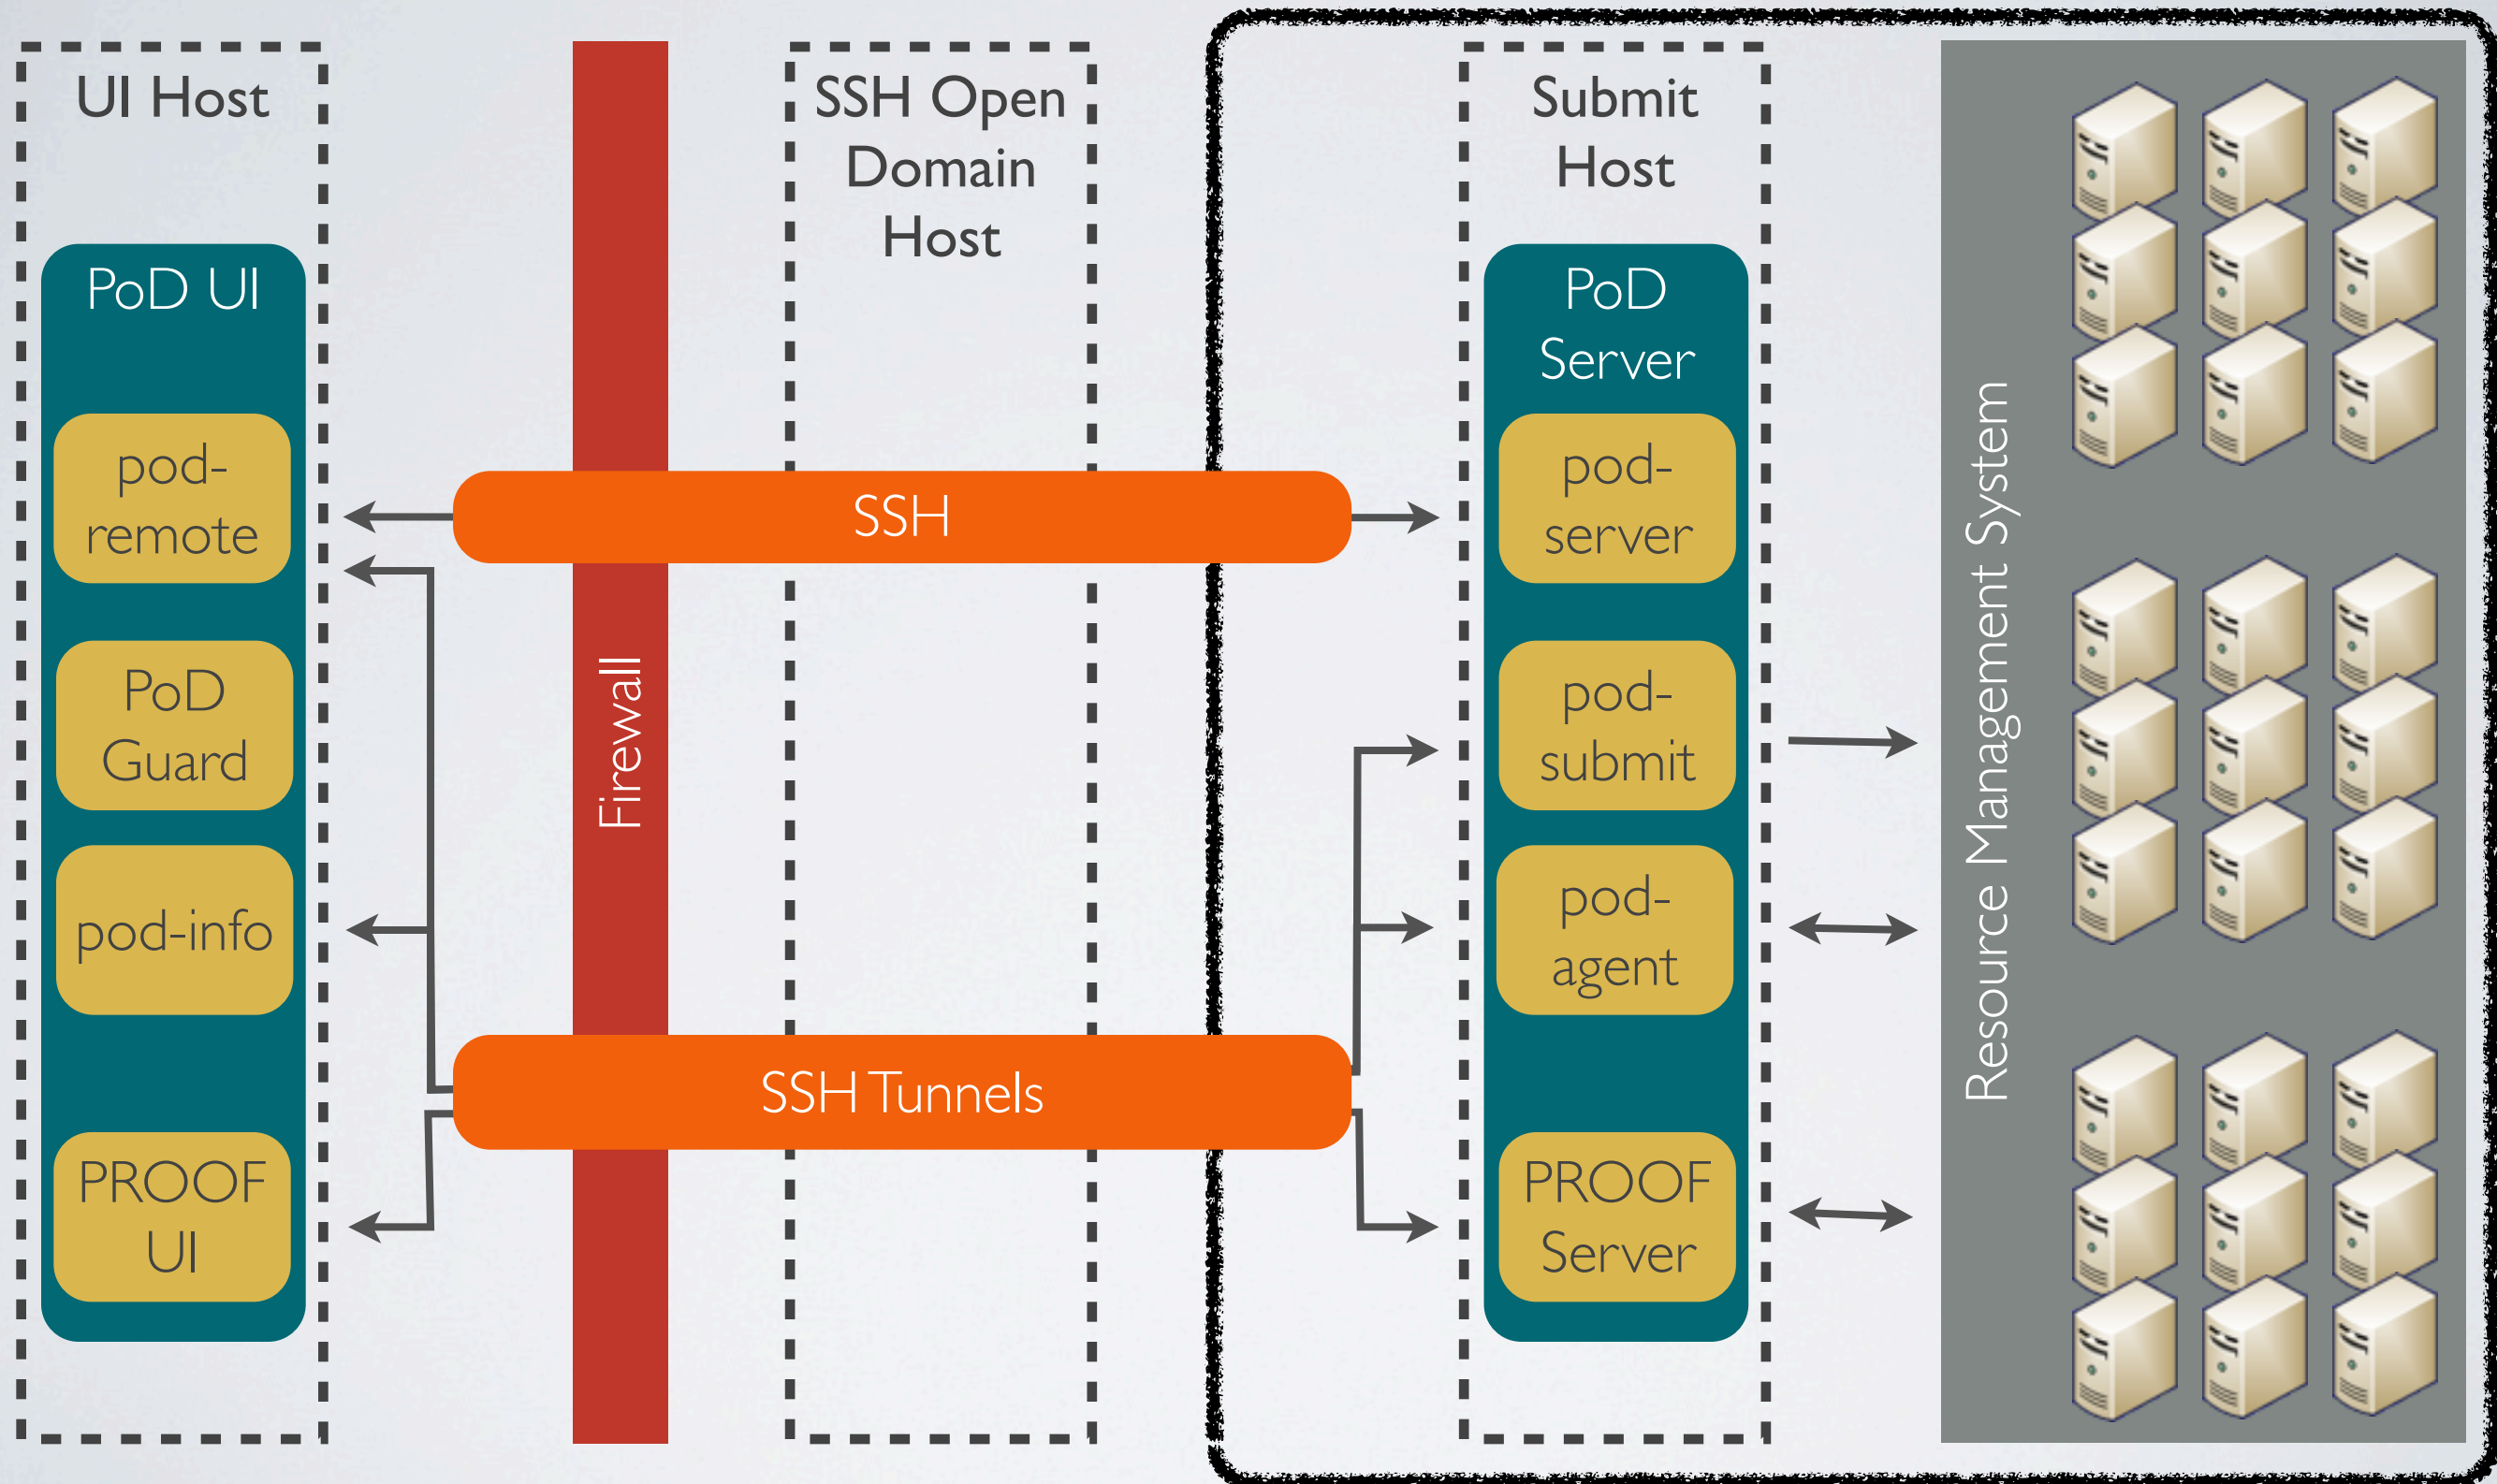 UI Host
PoD UI
pod-
remote
PoD
Guard
pod-info
PROOF
UI
Firewall
SSH Open
Domain
Host
SSH
SSH Tunnels
Submit
Host
PoD
Server
pod-
server
pod-
submit
pod-
agent
PROOF
Server
Resource Management System